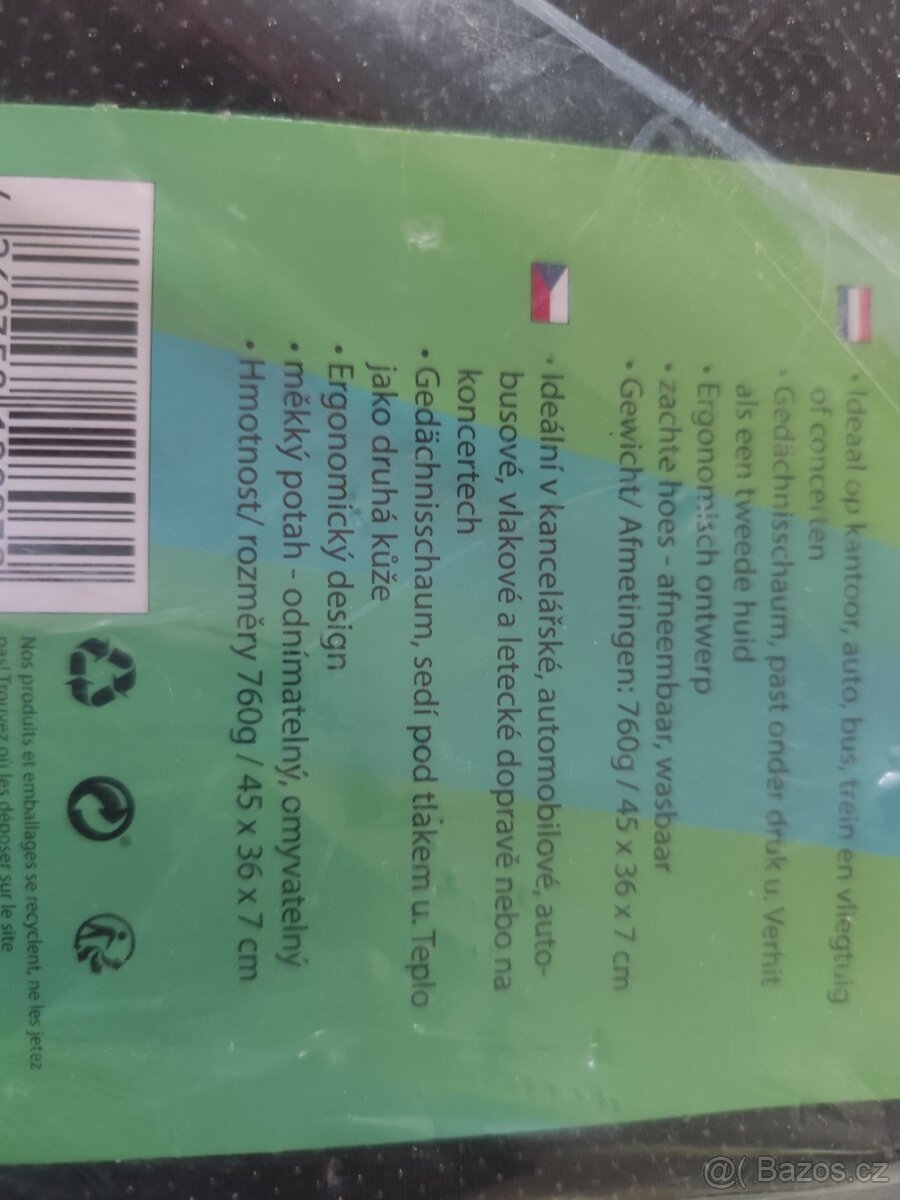 • Ideaal op kantoor, auto, bus, trein en vliegtuig
of concerten
• Gedächnisschaum, past onder druk u. Verhit
als een tweede huid
• Ergonomisch ontwerp
• zachte hoes - afneembaar, wasbaar
• Gewicht/ Afmetingen: 760g / 45 x 36 x 7 cm
• Ideální v kancelářské, automobilové, auto-
busové, vlakové a letecké dopravě nebo na
koncertech
• Gedächnisschaum, sedí pod tlakem u. Teplo
jako druhá kůže
• Ergonomický design
• měkký potah - odnímatelný, omyvatelný
• Hmotnost/ rozměry 760g / 45 x 36 x 7 cm
Nos produits et emballages se recyclent, ne les jetez
pas! Trouvez où les déposer sur le site
@( Bazos.cz